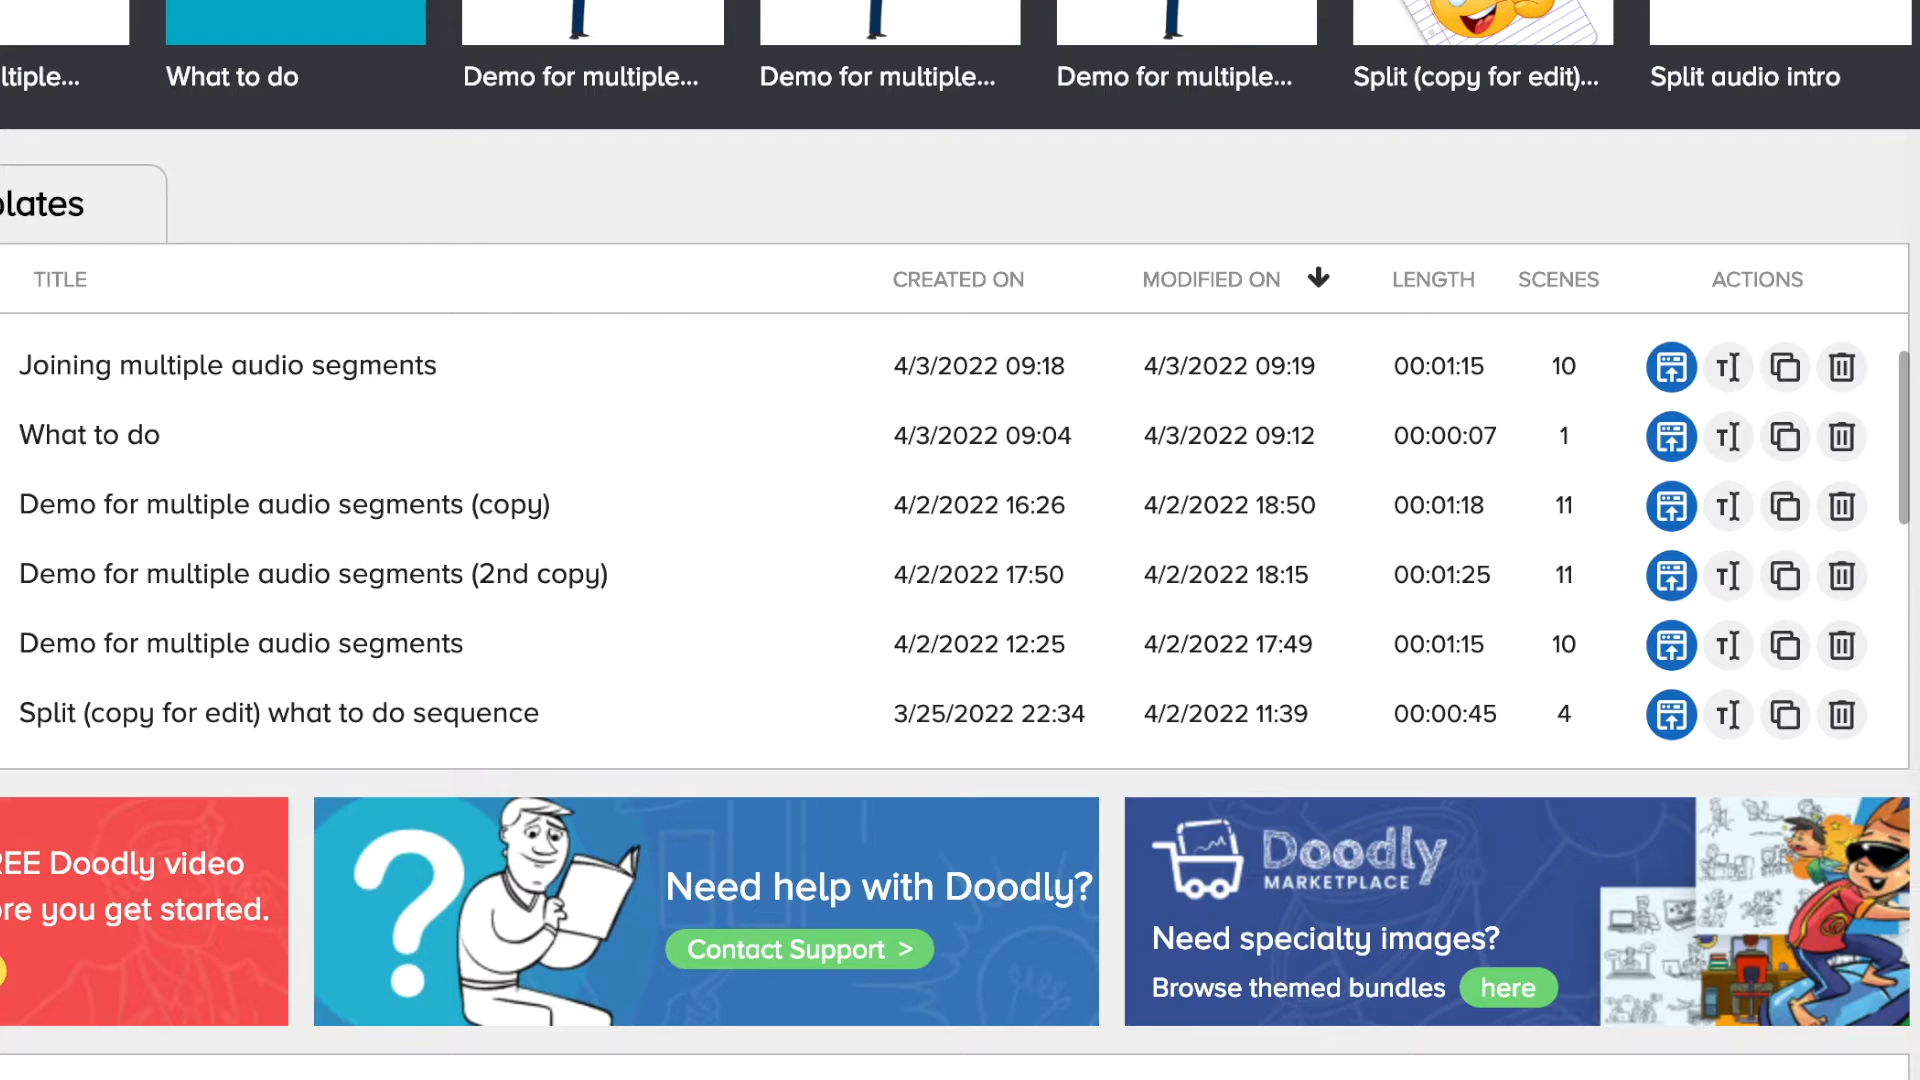 ltiple... What to do Demo for multiple... Demo for multiple... Demo for multiple... Split (copy for edit)... Split audio intro
plates
TITLE CREATED ON MODIFIED ON LENGTH SCENES ACTIONS
Joining multiple audio segments 4/3/2022 09:18 4/3/2022 09:19 00:01:15 10
What to do 4/3/2022 09:04 4/3/2022 09:12 00:00:07 1
Demo for multiple audio segments (copy) 4/2/2022 16:26 4/2/2022 18:50 00:01:18 11
Demo for multiple audio segments (2nd copy) 4/2/2022 17:50 4/2/2022 18:15 00:01:25 11
Demo for multiple audio segments 4/2/2022 12:25 4/2/2022 17:49 00:01:15 10
Split (copy for edit) what to do sequence 3/25/2022 22:34 4/2/2022 11:39 00:00:45 4
REE Doodly video
ore you get started.
Need help with Doodly?
Contact Support >
Doodly
MARKETPLACE
Need specialty images?
Browse themed bundles here